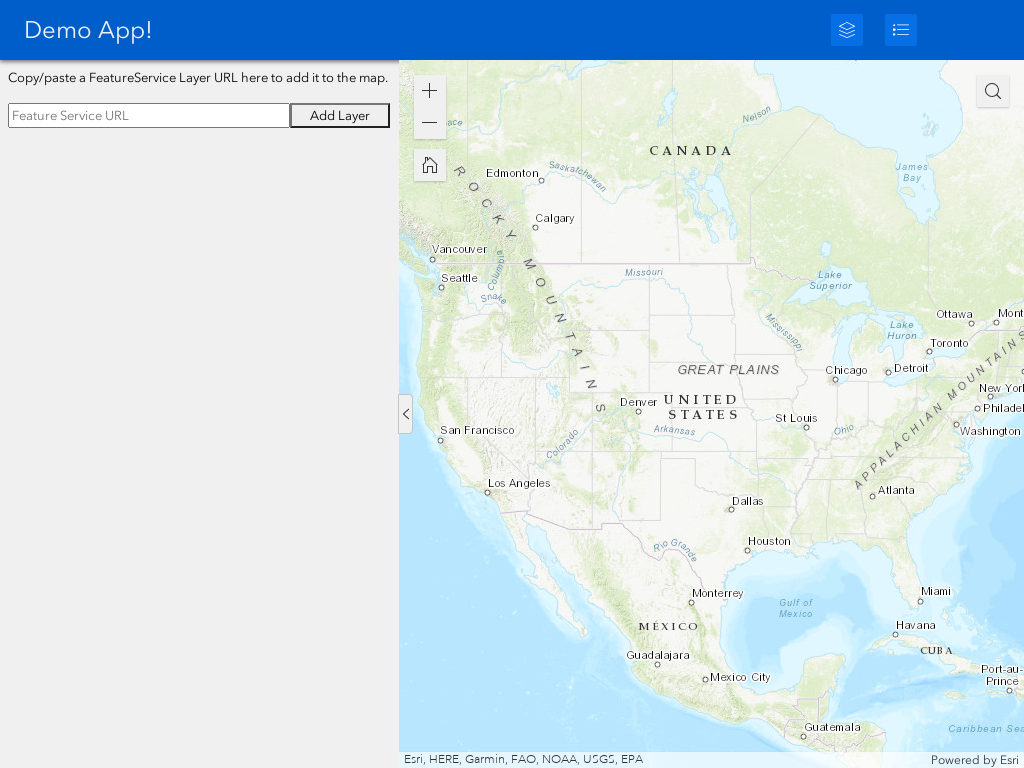 Demo App!
Copy/paste a FeatureService Layer URL here to add it to the map.
Feature Service URL
Add Layer
ace
Nelson
CANADA
James
Bay
Edmonton
Saskatchewan
ROCKY MOUNTAINS
Calgary
Vancouver
Columbia
Seattle
Snake
Missouri
Lake
Superior
Mississippi
Ottawa
Mont
Lake
Huron
Toronto
GREAT PLAINS
Chicago
Detroit
APPALACHIAN MOUNTAINS
New York
Philadel
Denver
UNITED
STATES
St Louis
Ohio
Washington
San Francisco
Colorado
Arkansas
Los Angeles
Atlanta
Dallas
Houston
Rio Grande
Monterrey
Gulf of
Mexico
Miami
MÉXICO
Havana
CUBA
Guadalajara
Mexico City
Port-au-
Prince
Guatemala
Caribbean Sea
Esri, HERE, Garmin, FAO, NOAA, USGS, EPA
Powered by Esri